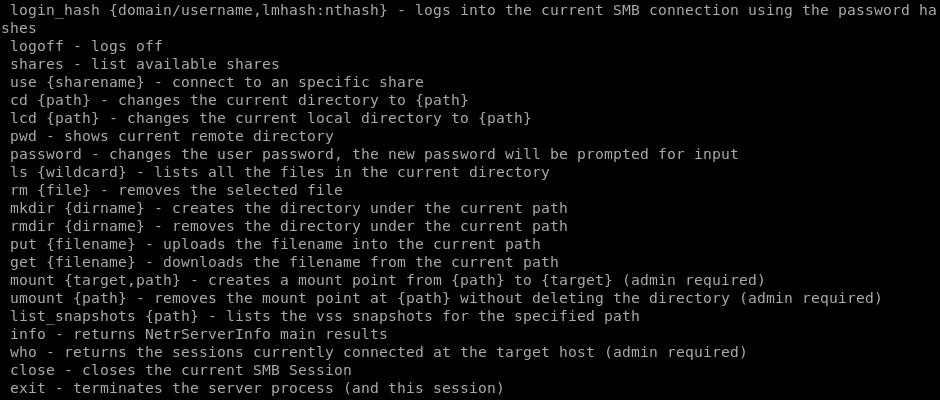 login_hash {domain/username,lmhash:nthash} - logs into the current SMB connection using the password ha
shes
logoff - logs off
shares - list available shares
use {sharename} - connect to an specific share
cd {path} - changes the current directory to {path}
lcd {path} - changes the current local directory to {path}
pwd - shows current remote directory
password - changes the user password, the new password will be prompted for input
ls {wildcard} - lists all the files in the current directory
rm {file} - removes the selected file
mkdir {dirname} - creates the directory under the current path
rmdir {dirname} - removes the directory under the current path
put {filename} - uploads the filename into the current path
get {filename} - downloads the filename from the current path
mount {target,path} - creates a mount point from {path} to {target} (admin required)
umount {path} - removes the mount point at {path} without deleting the directory (admin required)
list_snapshots {path} - lists the vss snapshots for the specified path
info - returns NetrServerInfo main results
who - returns the sessions currently connected at the target host (admin required)
close - closes the current SMB Session
exit - terminates the server process (and this session)